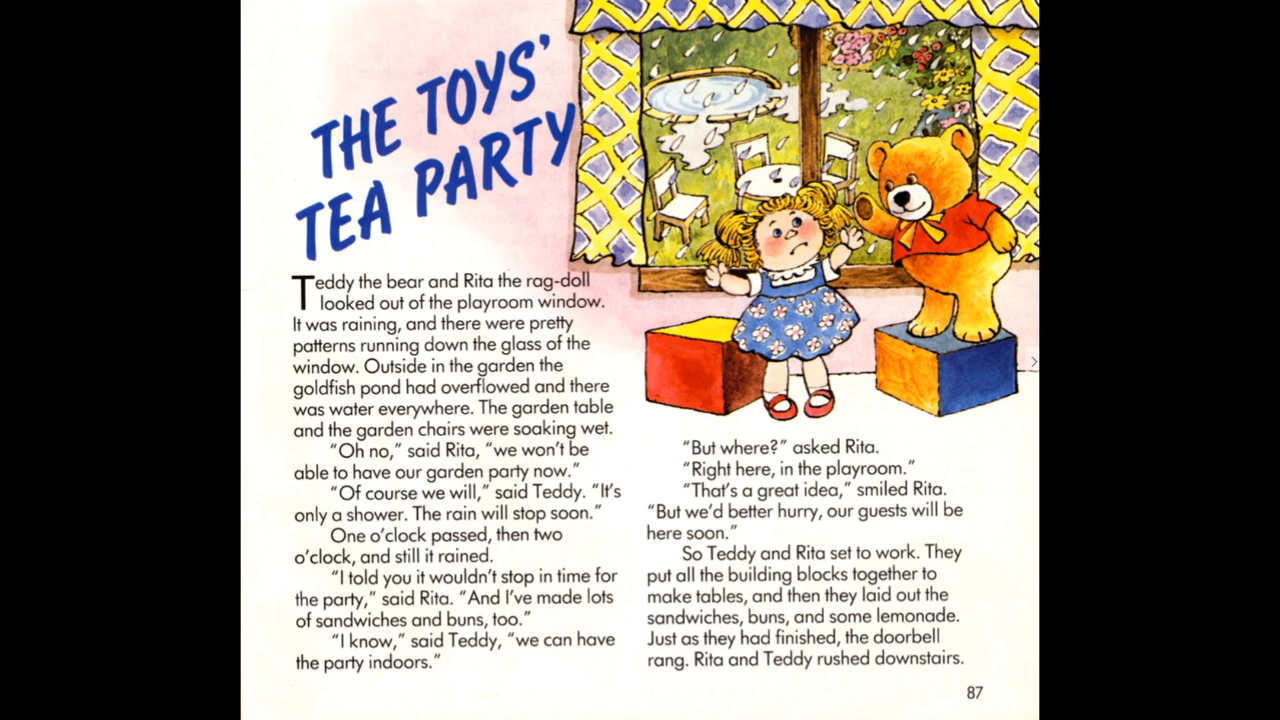 THE TOYS'
TEA PARTY
Teddy the bear and Rita the rag-doll
looked out of the playroom window.
It was raining, and there were pretty
patterns running down the glass of the
window. Outside in the garden the
goldfish pond had overflowed and there
was water everywhere. The garden table
and the garden chairs were soaking wet.
"Oh no," said Rita, "we won't be
able to have our garden party now."
"Of course we will," said Teddy. "It's
only a shower. The rain will stop soon."
One o'clock passed, then two
o'clock, and still it rained.
"I told you it wouldn't stop in time for
the party," said Rita. "And I've made lots
of sandwiches and buns, too."
"I know," said Teddy, "we can have
the party indoors."
"But where?" asked Rita.
"Right here, in the playroom."
"That's a great idea," smiled Rita.
"But we'd better hurry, our guests will be
here soon."
So Teddy and Rita set to work. They
put all the building blocks together to
make tables, and then they laid out the
sandwiches, buns, and some lemonade.
Just as they had finished, the doorbell
rang. Rita and Teddy rushed downstairs.
87